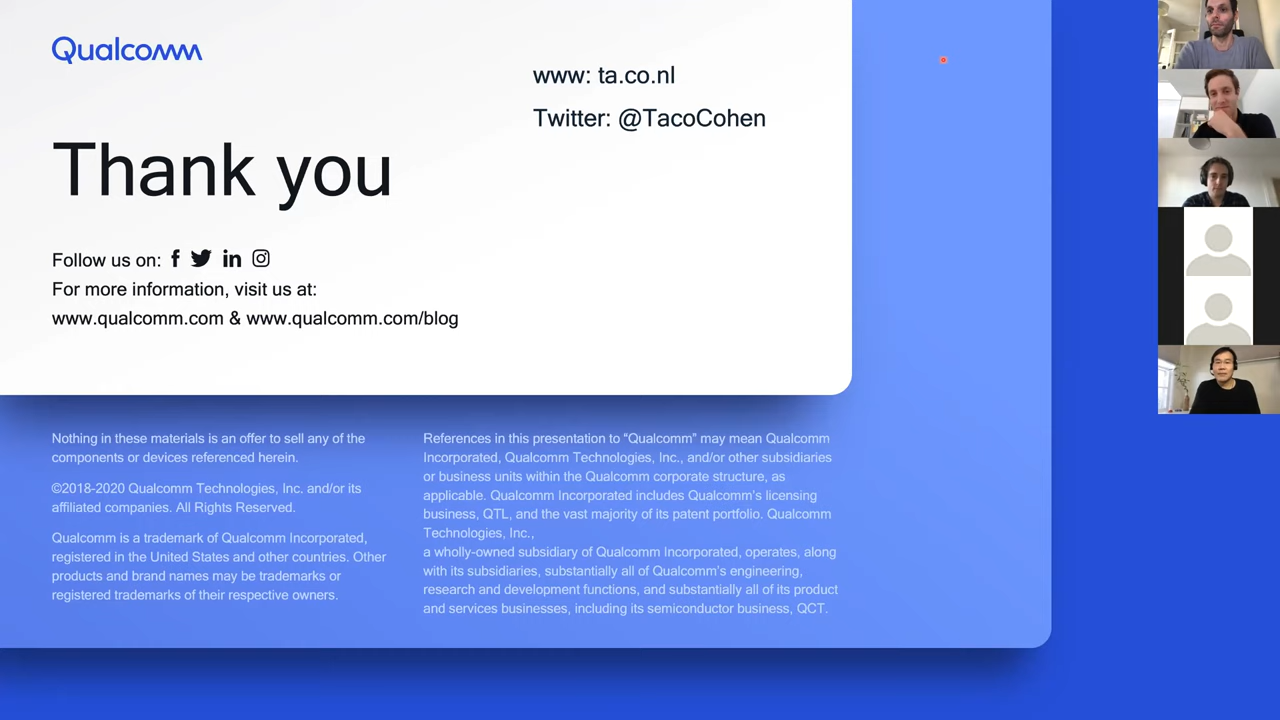 Qualcomm
www: ta.co.nl
Twitter: @TacoCohen
Thank you
Follow us on:
For more information, visit us at:
www.qualcomm.com & www.qualcomm.com/blog
Nothing in these materials is an offer to sell any of the
components or devices referenced herein.
©2018-2020 Qualcomm Technologies, Inc. and/or its
affiliated companies. All Rights Reserved.
Qualcomm is a trademark of Qualcomm Incorporated,
registered in the United States and other countries. Other
products and brand names may be trademarks or
registered trademarks of their respective owners.
References in this presentation to “Qualcomm” may mean Qualcomm
Incorporated, Qualcomm Technologies, Inc., and/or other subsidiaries
or business units within the Qualcomm corporate structure, as
applicable. Qualcomm Incorporated includes Qualcomm’s licensing
business, QTL, and the vast majority of its patent portfolio. Qualcomm
Technologies, Inc.,
a wholly-owned subsidiary of Qualcomm Incorporated, operates, along
with its subsidiaries, substantially all of Qualcomm’s engineering,
research and development functions, and substantially all of its product
and services businesses, including its semiconductor business, QCT.